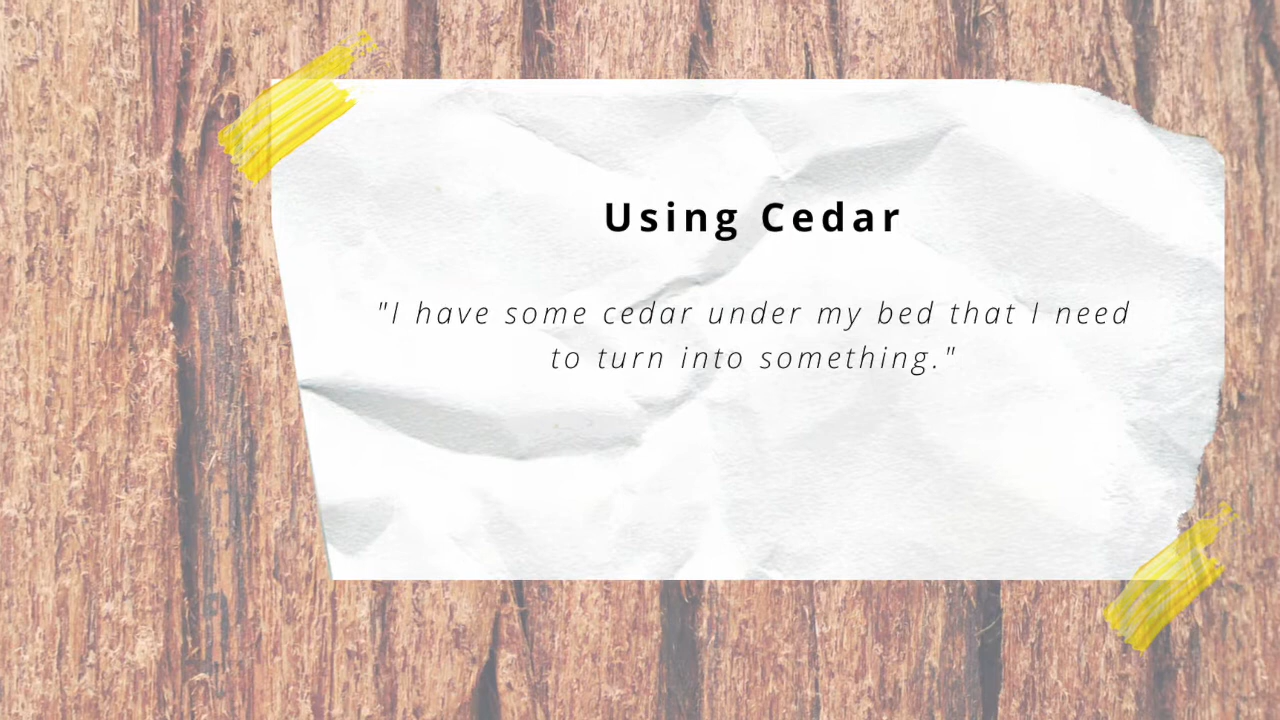 Using Cedar
"I have some cedar under my bed that I need
to turn into something."